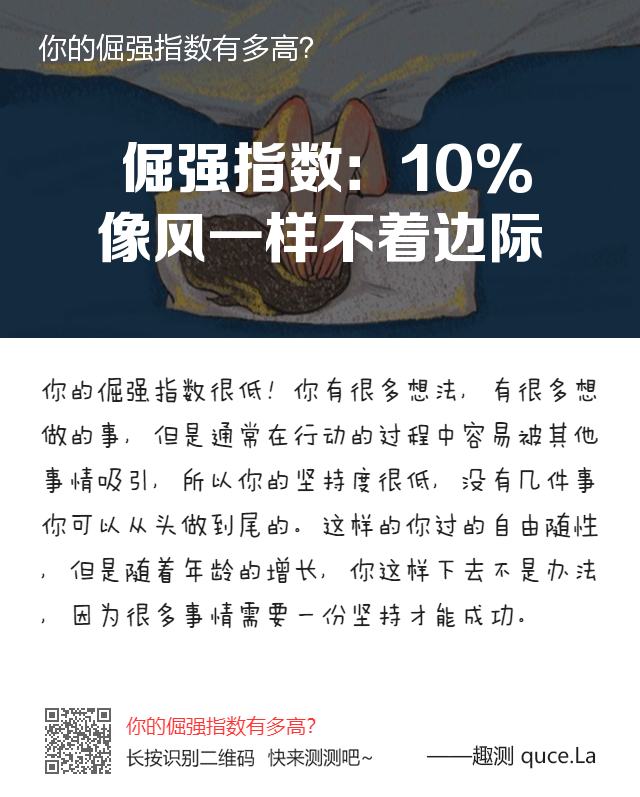 你的倔强指数有多高？
倔强指数：10%
像风一样不着边际
你的倔强指数很低！你有很多想法，有很多想
做的事，但是通常在行动的过程中容易被其他
事情吸引，所以你的坚持度很低，没有几件事
你可以从头做到尾的。这样的你过的自由随性
，但是随着年龄的增长，你这样下去不是办法
，因为很多事情需要一份坚持才能成功。
你的倔强指数有多高？
长按识别二维码 快来测测吧~
——趣测 quce.La